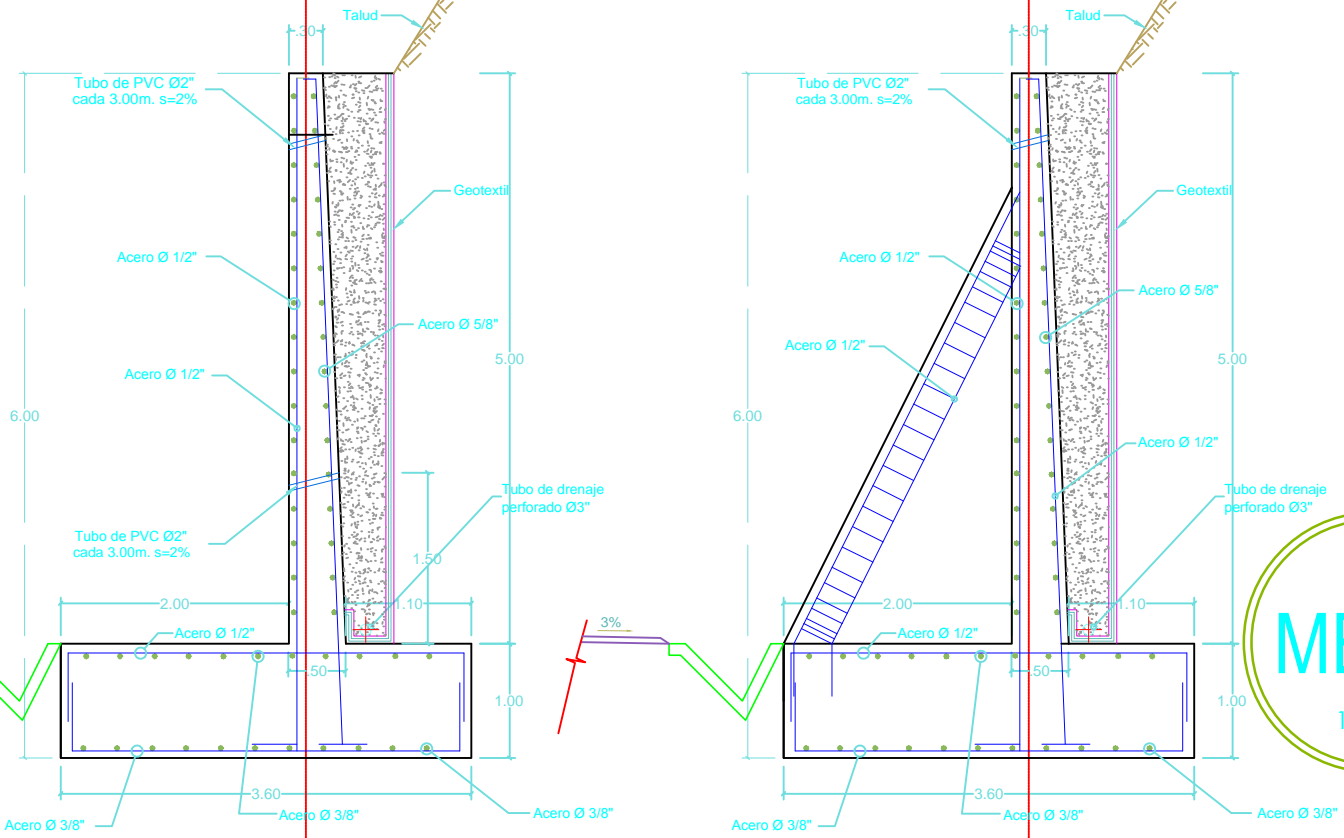 Talud
.30
Tubo de PVC Ø2"
cada 3.00m. s=2%
Geotextil
Acero Ø 1/2"
Acero Ø 5/8"
5.00
Acero Ø 1/2"
6.00
Tubo de drenaje
perforado Ø3"
Tubo de PVC Ø2"
cada 3.00m. s=2%
1.50
2.00
1.10
Acero Ø 1/2"
.50
1.00
3.60
Acero Ø 3/8"
Acero Ø 3/8"
Acero Ø 3/8"
3%
Talud
.30
Tubo de PVC Ø2"
cada 3.00m. s=2%
Geotextil
Acero Ø 1/2"
Acero Ø 5/8"
Acero Ø 1/2"
5.00
6.00
Acero Ø 1/2"
Tubo de drenaje
perforado Ø3"
2.00
1.10
Acero Ø 1/2"
.50
1.00
3.60
Acero Ø 3/8"
Acero Ø 3/8"
Acero Ø 3/8"